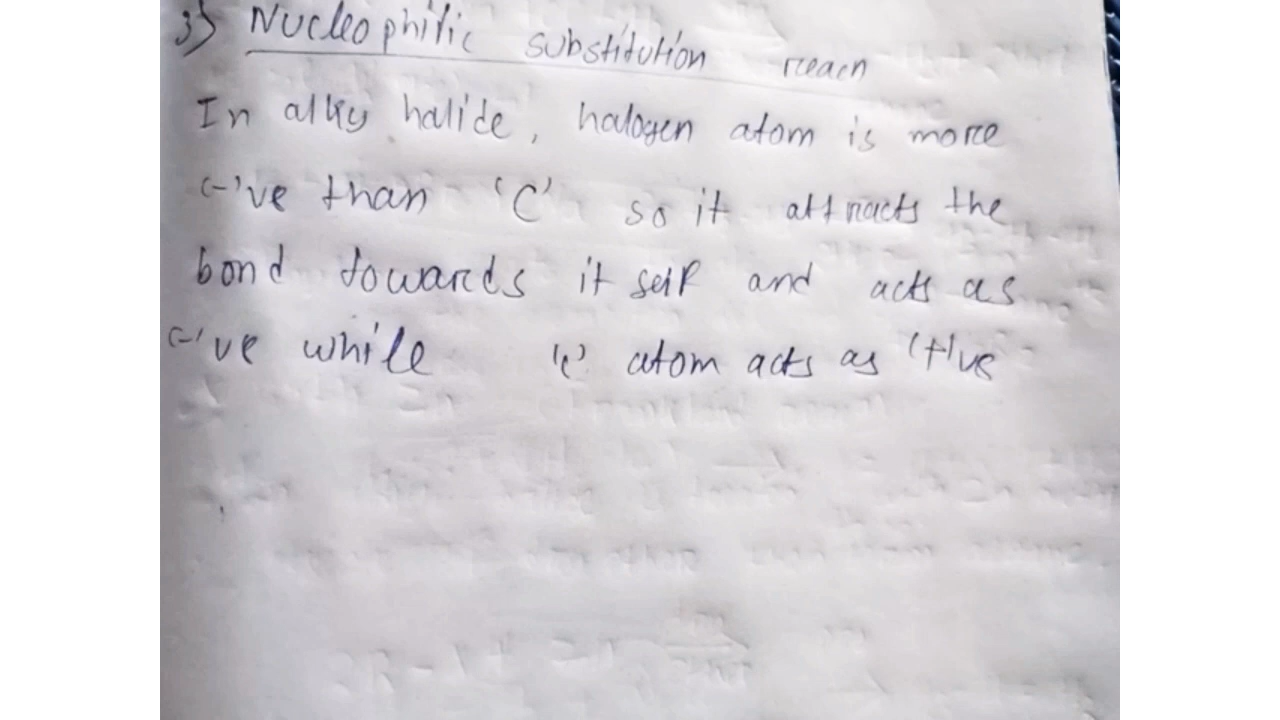 3) Nucleophilic substitution reacn
In alky halide, halogen atom is more
(-)'ve than 'C' so it attracts the
bond towards it self and acts as
(-)'ve while 'C' atom acts as (+)'ve